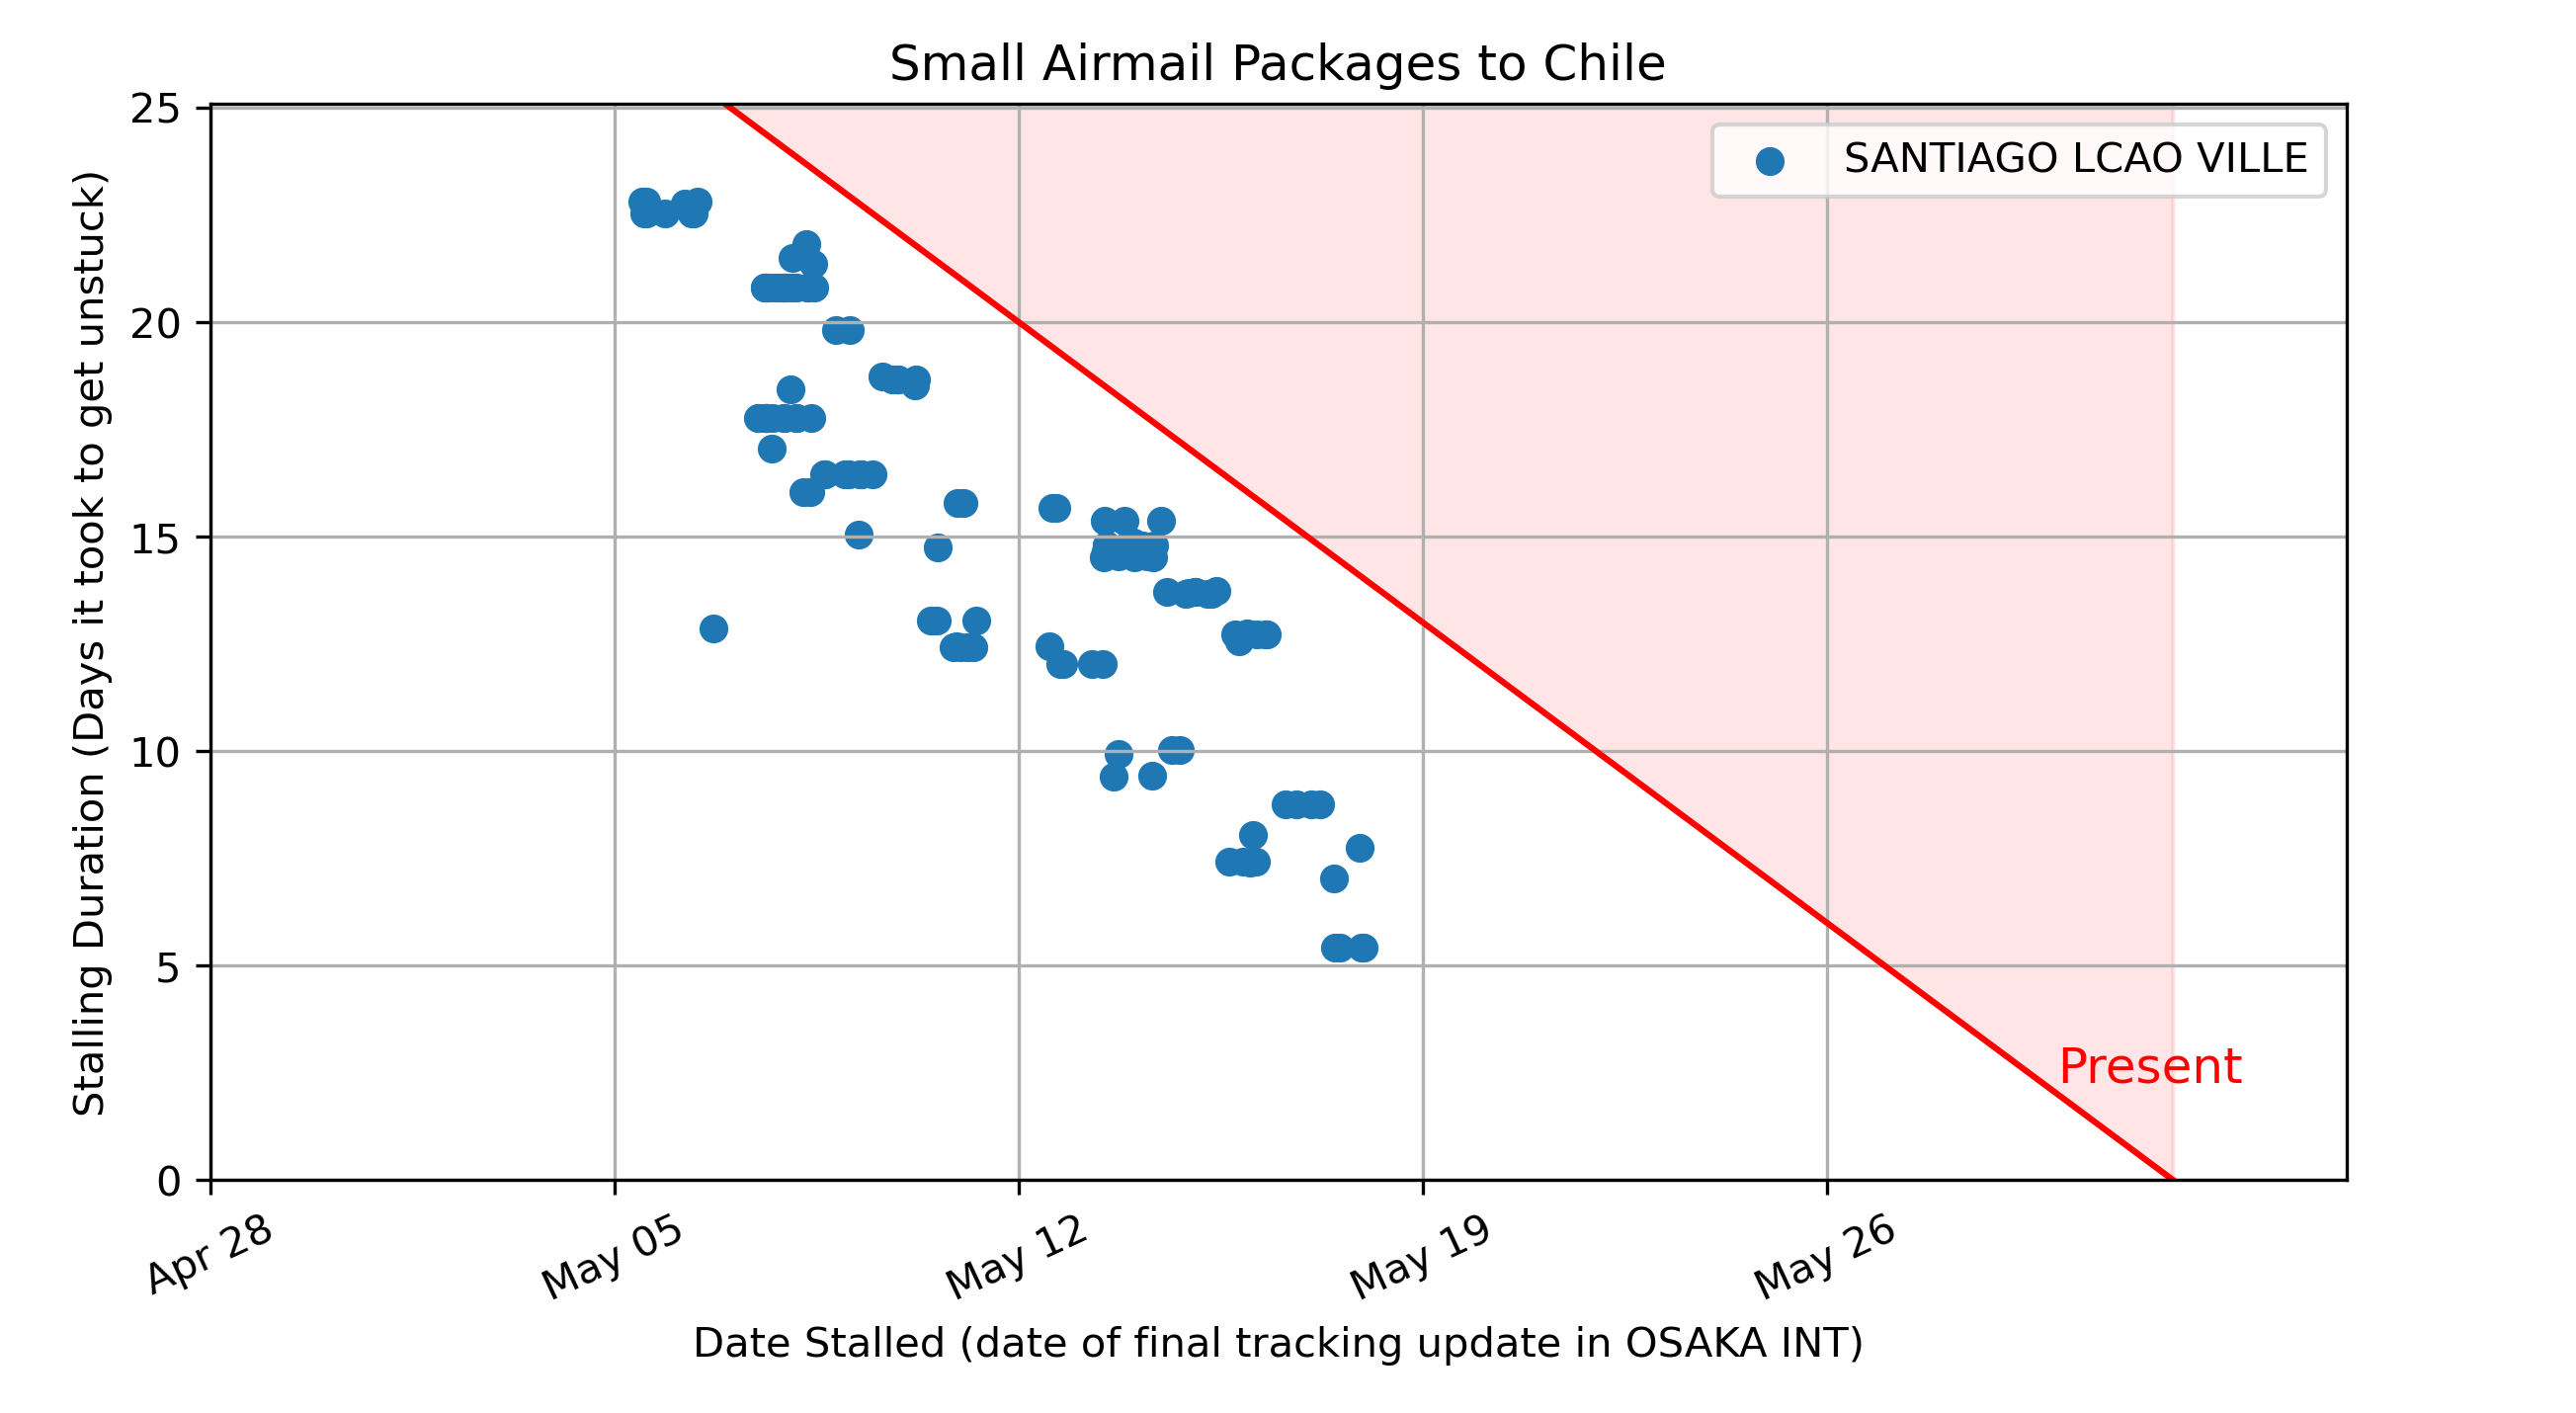 Small Airmail Packages to Chile
SANTIAGO LCAO VILLE
Stalling Duration (Days it took to get unstuck)
25
20
15
10
5
0
Present
Apr 28
May 05
May 12
May 19
May 26
Date Stalled (date of final tracking update in OSAKA INT)